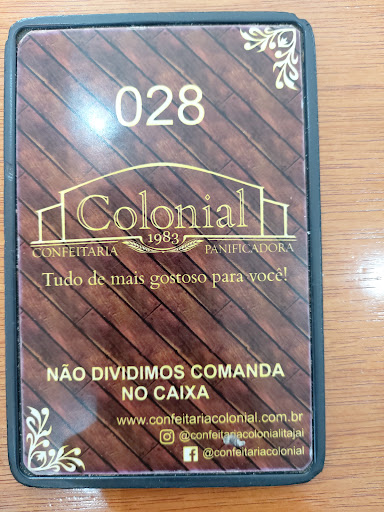 028
Colonial
1983
CONFEITARIA PANIFICADORA
Tudo de mais gostoso para você!
NÃO DIVIDIMOS COMANDA
NO CAIXA
www.confeitariacolonial.com.br
@confeitariacolonialitajai
@confeitariacolonial